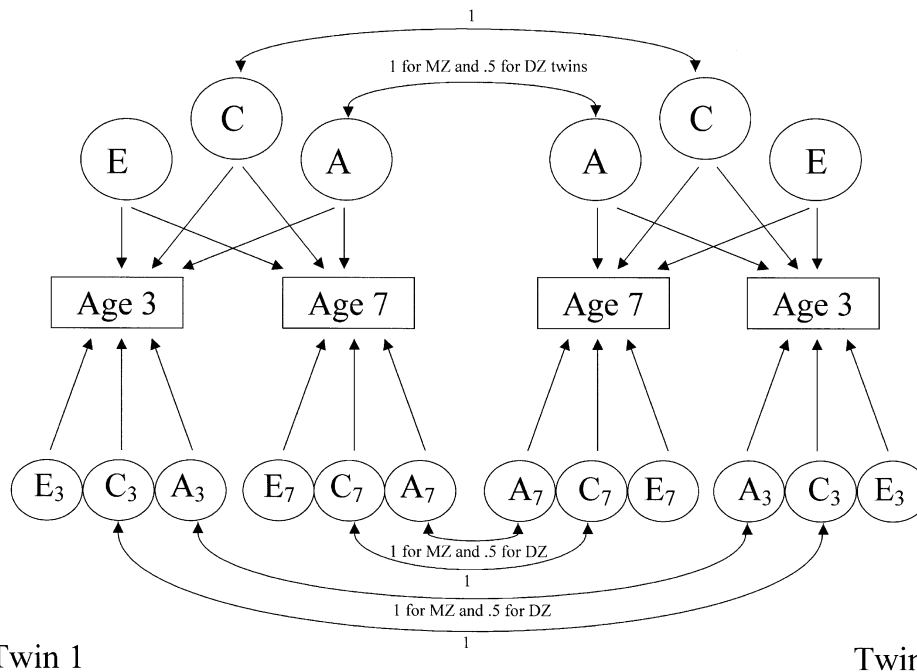 1
1 for MZ and .5 for DZ twins
C C
E A A E
Age 3 Age 7 Age 7 Age 3
E3 C3 A3 E7 C7 A7 A7 C7 E7 A3 C3 E3
1 for MZ and .5 for DZ
1
1 for MZ and .5 for DZ
1
Twin 1 Twin